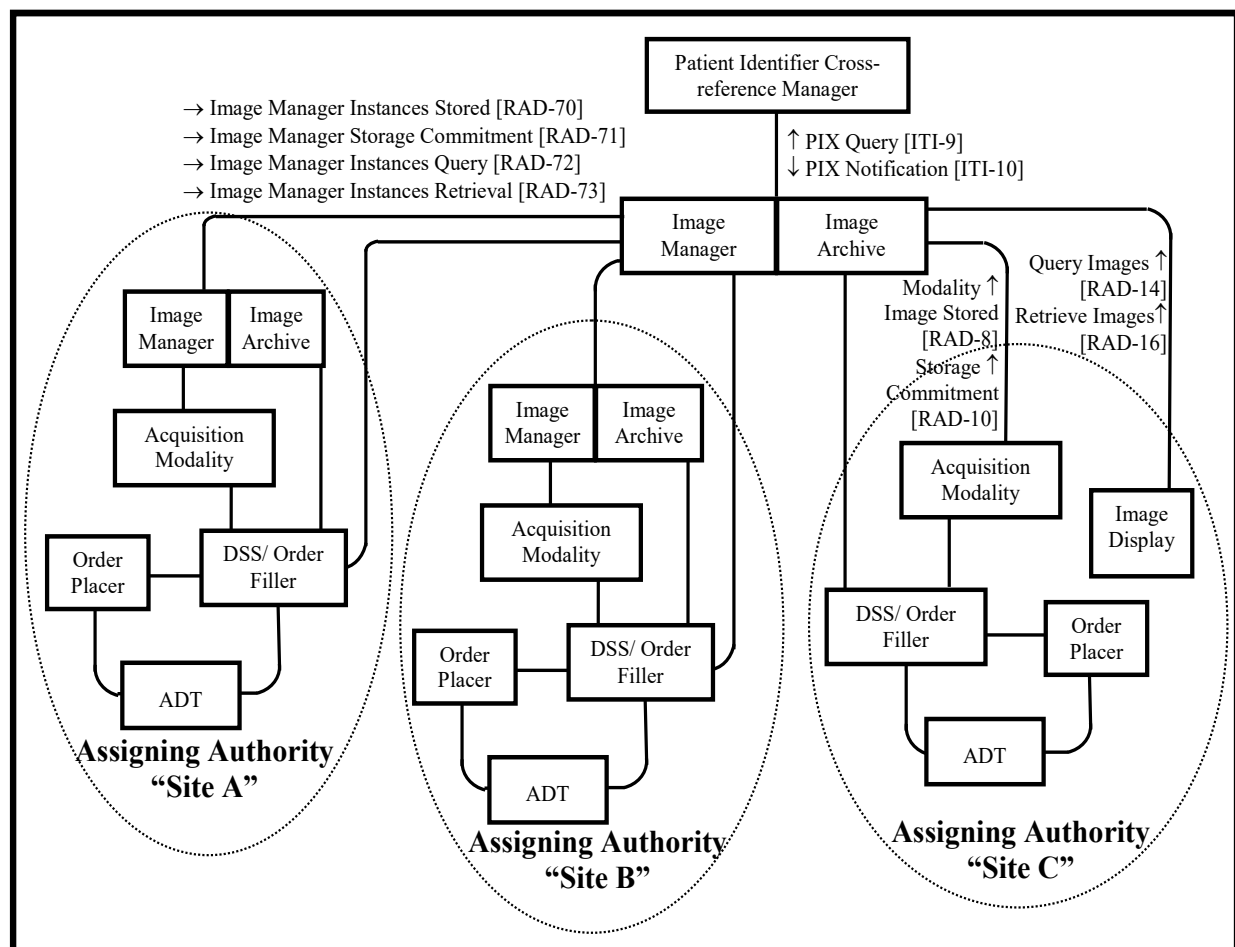 Patient Identifier Cross-
reference Manager
→ Image Manager Instances Stored [RAD-70]
→ Image Manager Storage Commitment [RAD-71]
→ Image Manager Instances Query [RAD-72]
→ Image Manager Instances Retrieval [RAD-73]
↑ PIX Query [ITI-9]
↓ PIX Notification [ITI-10]
Image
Manager
Image
Archive
Query Images ↑
[RAD-14]
Retrieve Images↑
[RAD-16]
Modality ↑
Image Stored
[RAD-8]
Storage ↑
Commitment
[RAD-10]
Image
Manager
Image
Archive
Acquisition
Modality
Order
Placer
DSS/ Order
Filler
ADT
Assigning Authority
“Site A”
Image
Manager
Image
Archive
Acquisition
Modality
Order
Placer
DSS/ Order
Filler
ADT
Assigning Authority
“Site B”
Acquisition
Modality
Image
Display
DSS/ Order
Filler
Order
Placer
ADT
Assigning Authority
“Site C”